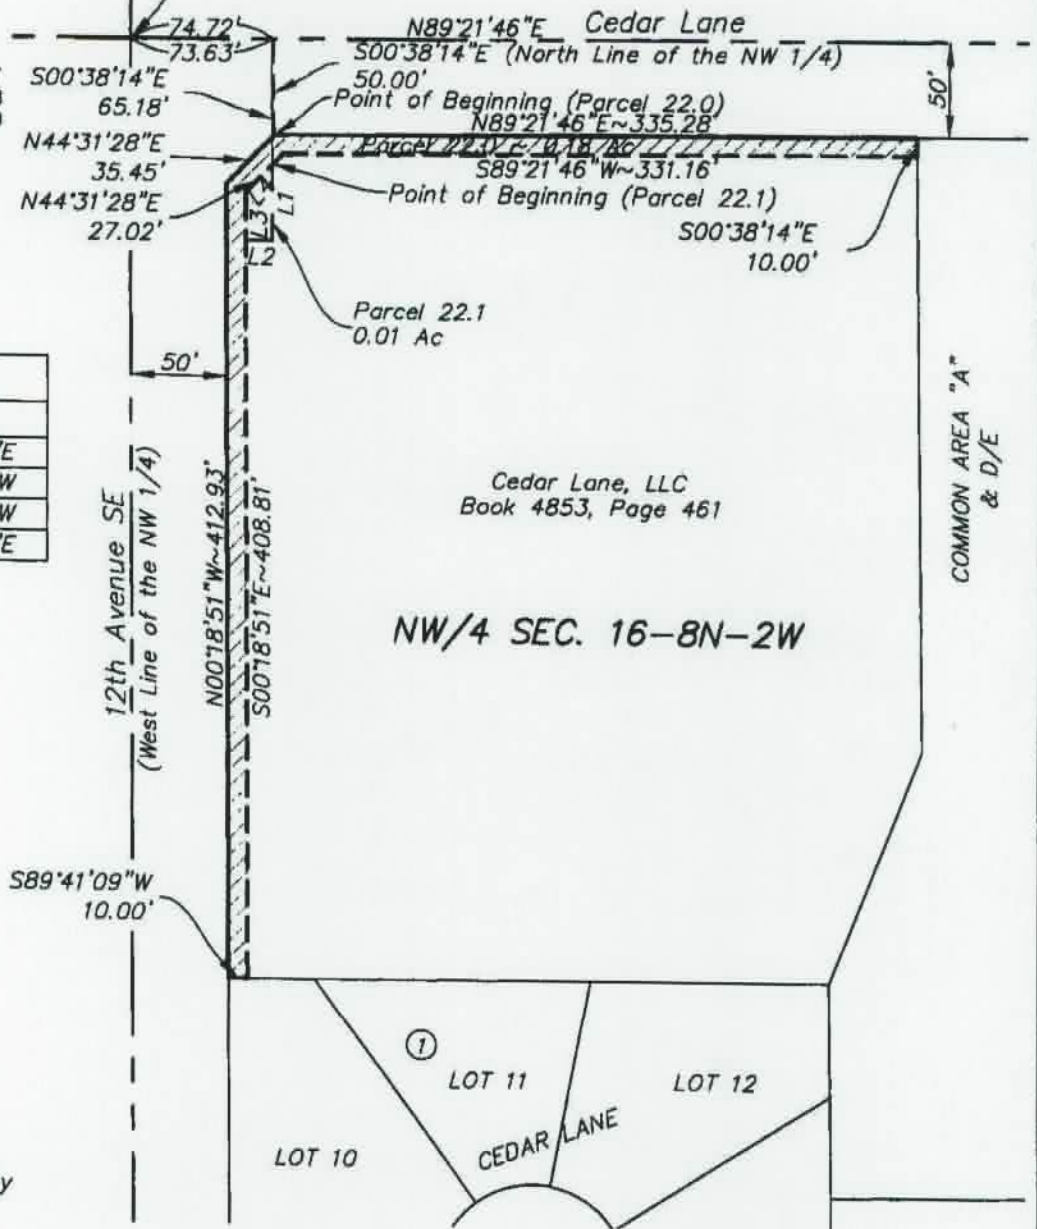 74.72'
73.63'
N89°21'46"E Cedar Lane
S00°38'14"E (North Line of the NW 1/4)
50.00'
S00°38'14"E
65.18'
50'
Point of Beginning (Parcel 22.0)
N89°21'46"E~335.28'
N44°31'28"E
35.45'
Parcel 22.0 ~ 0.18 Ac
S89°21'46"W~331.16'
Point of Beginning (Parcel 22.1)
N44°31'28"E
27.02'
L1
L3
L2
S00°38'14"E
10.00'
Parcel 22.1
0.01 Ac
50'
COMMON AREA "A"
& D/E
E
W
W
E
12th Avenue SE
(West Line of the NW 1/4)
N00°18'51"W~412.93'
S00°18'51"E~408.81'
Cedar Lane, LLC
Book 4853, Page 461
NW/4 SEC. 16-8N-2W
S89°41'09"W
10.00'
1
LOT 11
LOT 12
CEDAR LANE
LOT 10
y